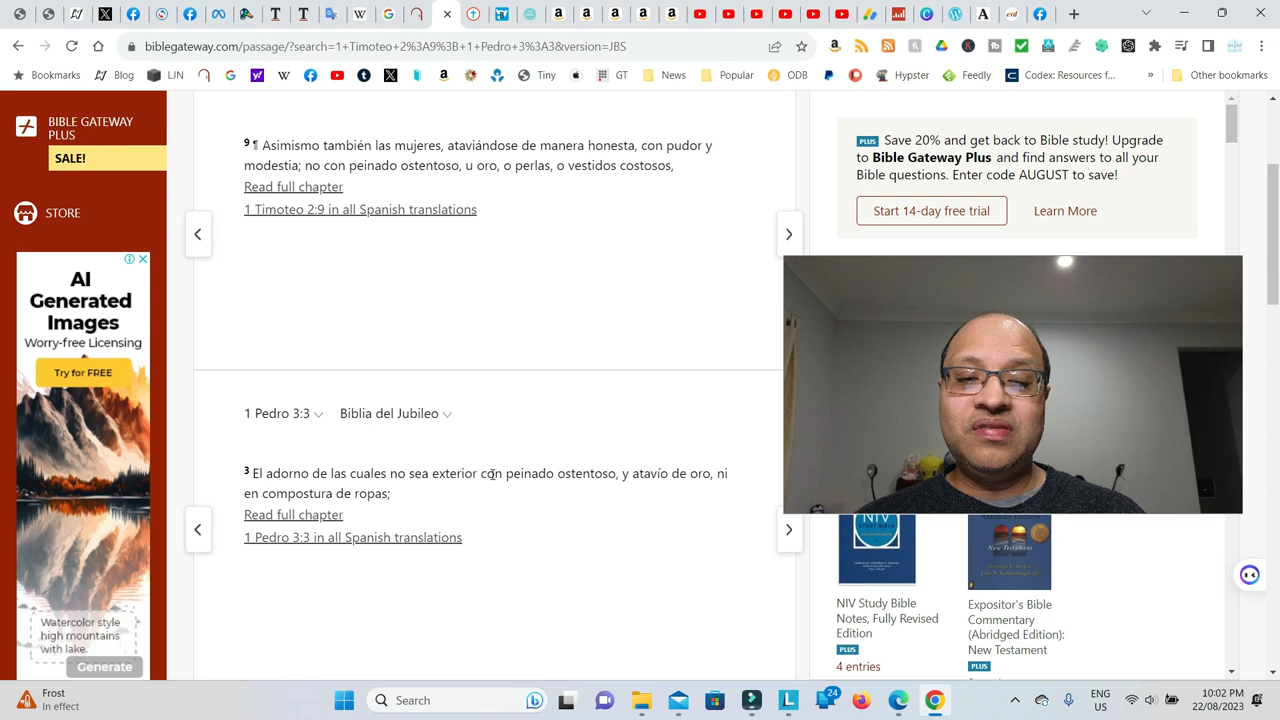 biblegateway.com/passage/?search=1+Timoteo+2%3A9%3B+1+Pedro+3%3A3&version=JBS
Bookmarks
Blog
LJN
Tiny
GT
News
Popular
ODB
Hypster
Feedly
Codex: Resources f...
»
Other bookmarks
BIBLE GATEWAY
PLUS
SALE!
STORE
AI
Generated
Images
Worry-free Licensing
Try for FREE
Watercolor style
high mountains
with lake.
Generate
9 ¶ Asimismo también las mujeres, ataviándose de manera honesta, con pudor y
modestia; no con peinado ostentoso, u oro, o perlas, o vestidos costosos,
Read full chapter
1 Timoteo 2:9 in all Spanish translations
1 Pedro 3:3
Biblia del Jubileo
3 El adorno de las cuales no sea exterior con peinado ostentoso, y atavío de oro, ni
en compostura de ropas;
Read full chapter
1 Pedro 3:3 in all Spanish translations
PLUS Save 20% and get back to Bible study! Upgrade
to Bible Gateway Plus and find answers to all your
Bible questions. Enter code AUGUST to save!
Start 14-day free trial
Learn More
NIV
STUDY BIBLE
NIV Study Bible
Notes, Fully Revised
Edition
PLUS
4 entries
New Testament
Expositor's Bible
Commentary
(Abridged Edition):
New Testament
PLUS
Frost
In effect
Search
24
ENG
US
10:02 PM
22/08/2023